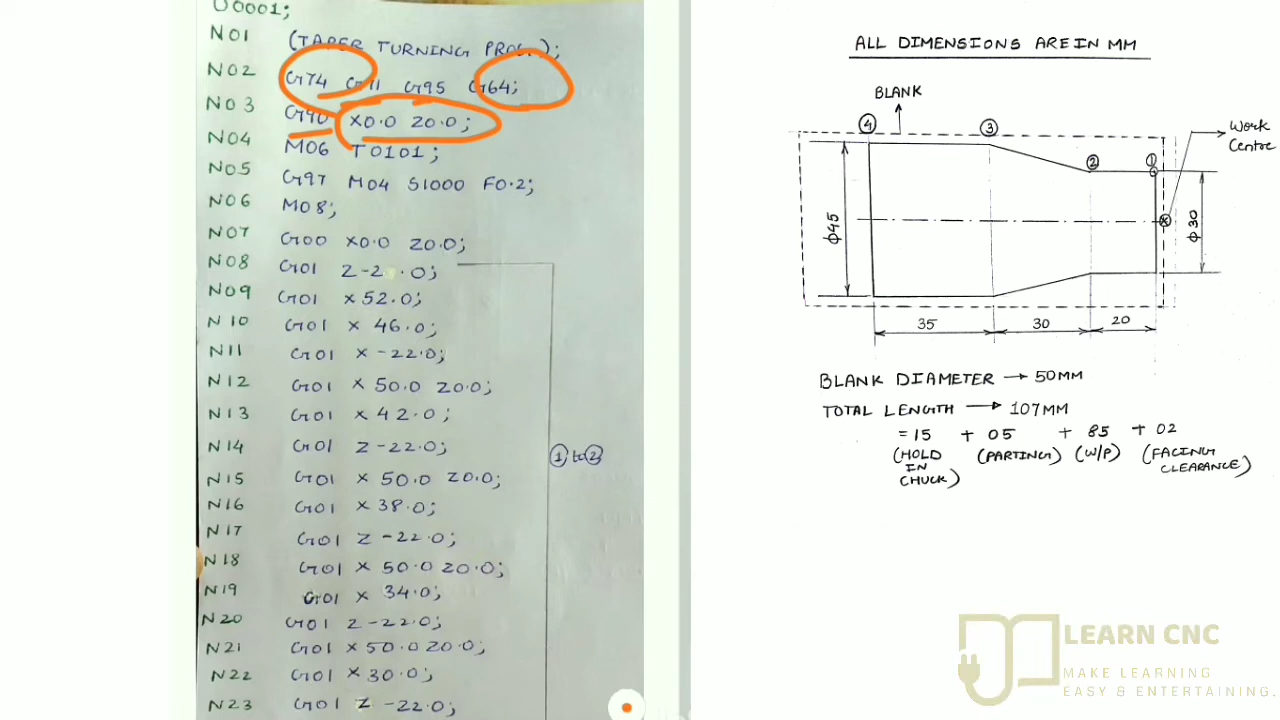 O0001;
N01 (TAPER TURNING PROG.);
N02 G74 G71 G95 G64;
N03 G90 X0.0 Z0.0;
N04 M06 T0101;
N05 G97 M04 S1000 F0.2;
N06 M08;
N07 G00 X0.0 Z0.0;
N08 G01 Z-2.0;
N09 G01 X52.0;
N10 G01 X46.0;
N11 G01 X-22.0;
N12 G01 X50.0 Z0.0;
N13 G01 X42.0;
N14 G01 Z-22.0;
N15 G01 X50.0 Z0.0;
N16 G01 X38.0;
N17 G01 Z-22.0;
N18 G01 X50.0 Z0.0;
N19 G01 X34.0;
N20 G01 Z-22.0;
N21 G01 X50.0 Z0.0;
N22 G01 X30.0;
N23 G01 Z-22.0;
① to ②
ALL DIMENSIONS ARE IN MM
BLANK
④ ③ ② ①
WORK
CENTRE
φ45
φ30
35 30 20
BLANK DIAMETER → 50MM
TOTAL LENGTH → 107MM
= 15 + 05 + 85 + 02
(HOLD IN CHUCK) (PARTING) (W/P) (FACING CLEARANCE)
LEARN CNC
MAKE LEARNING
EASY & ENTERTAINING.